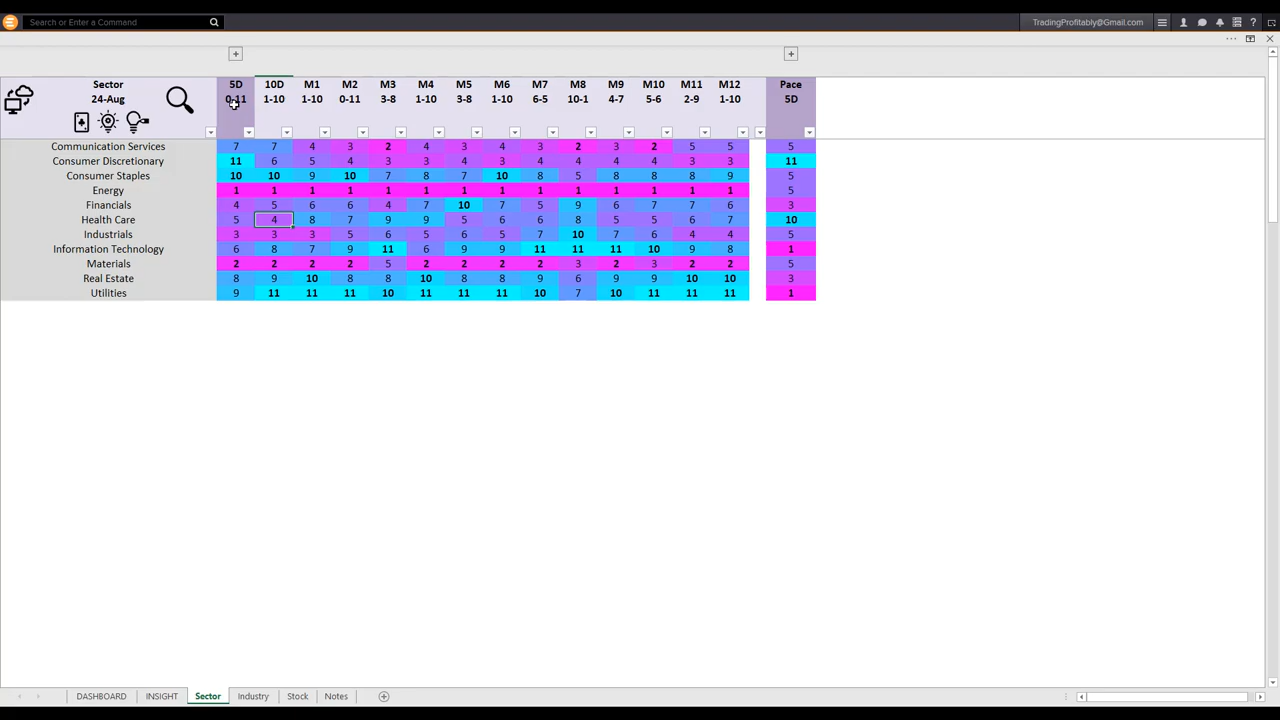 Search or Enter a Command
TradingProfitably@Gmail.com
Sector 5D 10D M1 M2 M3 M4 M5 M6 M7 M8 M9 M10 M11 M12 Pace
24-Aug 0-11 1-10 1-10 0-11 3-8 1-10 3-8 1-10 6-5 10-1 4-7 5-6 2-9 1-10 5D
Communication Services 7 7 4 3 2 4 3 4 3 2 3 2 5 5 5
Consumer Discretionary 11 6 5 4 3 3 4 3 4 4 4 4 3 3 11
Consumer Staples 10 10 9 10 7 8 7 10 8 5 8 8 8 9 5
Energy 1 1 1 1 1 1 1 1 1 1 1 1 1 1 5
Financials 4 5 6 6 4 7 10 7 5 9 6 7 7 6 3
Health Care 5 4 8 7 9 9 5 6 6 8 5 5 6 7 10
Industrials 3 3 3 5 6 5 6 5 7 10 7 6 4 4 5
Information Technology 6 8 7 9 11 6 9 9 11 11 11 10 9 8 1
Materials 2 2 2 2 5 2 2 2 2 3 2 3 2 2 5
Real Estate 8 9 10 8 8 10 8 8 9 6 9 9 10 10 3
Utilities 9 11 11 11 10 11 11 11 10 7 10 11 11 11 1
DASHBOARD INSIGHT Sector Industry Stock Notes